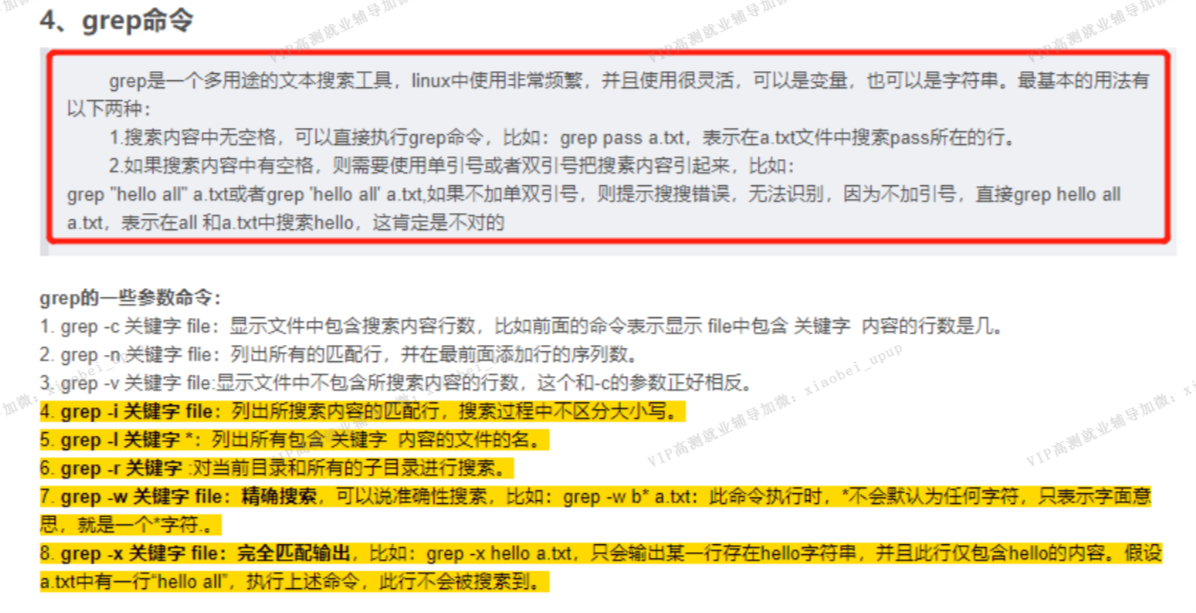 4、grep命令
grep是一个多用途的文本搜索工具，linux中使用非常频繁，并且使用很灵活，可以是变量，也可以是字符串。最基本的用法有
以下两种：
1.搜索内容中无空格，可以直接执行grep命令，比如：grep pass a.txt，表示在a.txt文件中搜索pass所在的行。
2.如果搜索内容中有空格，则需要使用单引号或者双引号把搜索内容引起来，比如：
grep "hello all" a.txt或者grep 'hello all' a.txt,如果不加单双引号，则提示搜搜错误，无法识别，因为不加引号，直接grep hello all
a.txt，表示在all 和a.txt中搜索hello，这肯定是不对的
grep的一些参数命令：
1. grep -c 关键字 file：显示文件中包含搜索内容行数，比如前面的命令表示显示 file中包含 关键字 内容的行数是几。
2. grep -n 关键字 flie：列出所有的匹配行，并在最前面添加行的序列数。
3. grep -v 关键字 file:显示文件中不包含所搜索内容的行数，这个和-c的参数正好相反。
4. grep -i 关键字 file：列出所搜索内容的匹配行，搜索过程中不区分大小写。
5. grep -l 关键字 *：列出所有包含 关键字 内容的文件的名。
6. grep -r 关键字 :对当前目录和所有的子目录进行搜索。
7. grep -w 关键字 file：精确搜索，可以说准确性搜索，比如：grep -w b* a.txt：此命令执行时，*不会默认为任何字符，只表示字面意
思，就是一个*字符.。
8. grep -x 关键字 file：完全匹配输出，比如：grep -x hello a.txt，只会输出某一行存在hello字符串，并且此行仅包含hello的内容。假设
a.txt中有一行“hello all”，执行上述命令，此行不会被搜索到。
VIP高测就业辅导加微：xiaobei_upup